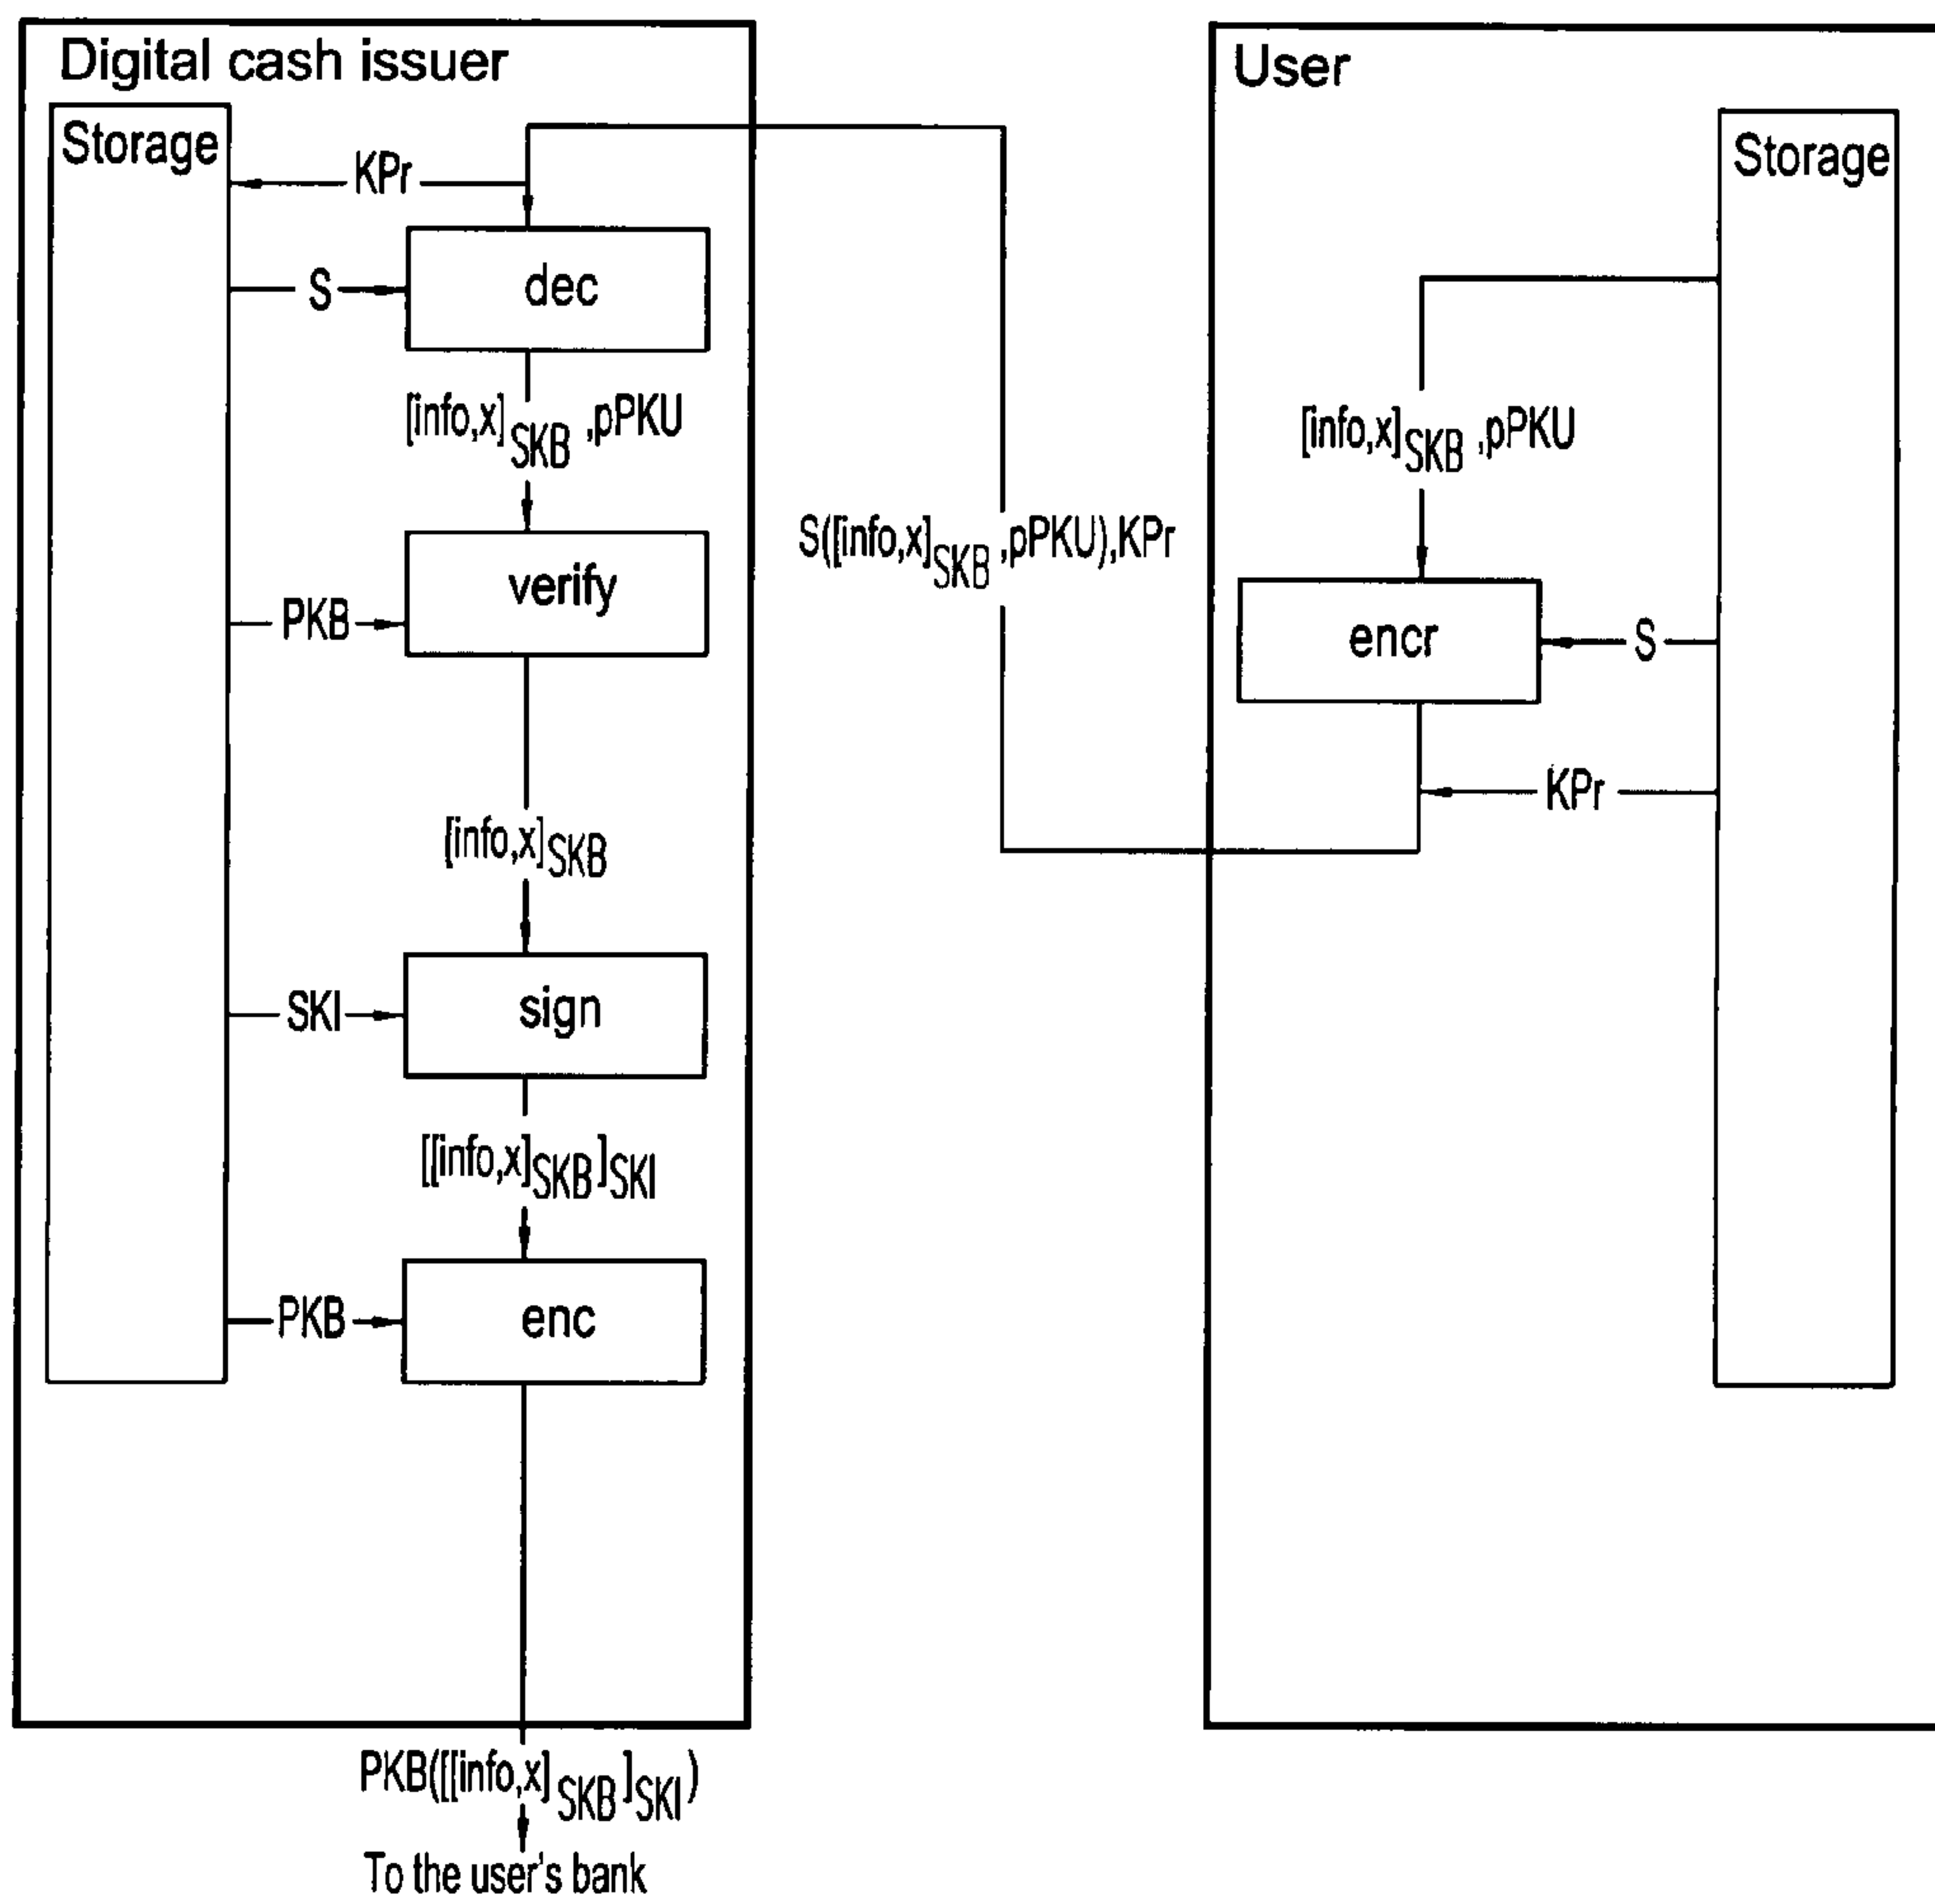 Digital cash issuer
Storage
KPr
S
dec
[info,x]SKB ,pPKU
PKB
verify
[info,x]SKB
SKI
sign
[[info,x]SKB]SKI
PKB
enc
PKB([[info,x]SKB]SKI)
To the user's bank
S([info,x]SKB ,pPKU),KPr
User
Storage
[info,x]SKB ,pPKU
encr
S
KPr